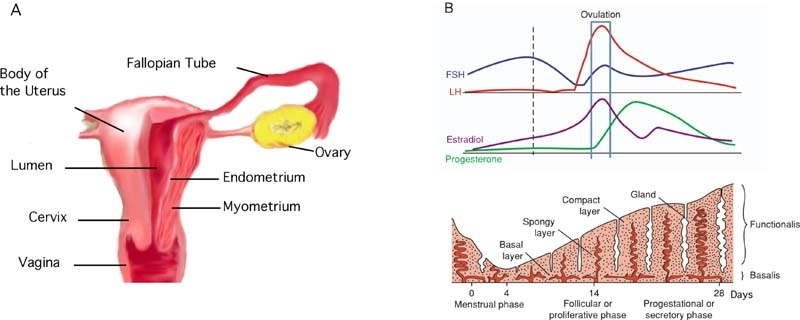 A
Fallopian Tube
Body of
the Uterus
Lumen
Ovary
Endometrium
Myometrium
Cervix
Vagina
B
Ovulation
FSH
LH
Estradiol
Progesterone
Gland
Compact
layer
Spongy
layer
Basal
layer
Functionalis
Basalis
0 4 14 28 Days
Menstrual phase
Follicular or
proliferative phase
Progestational or
secretory phase